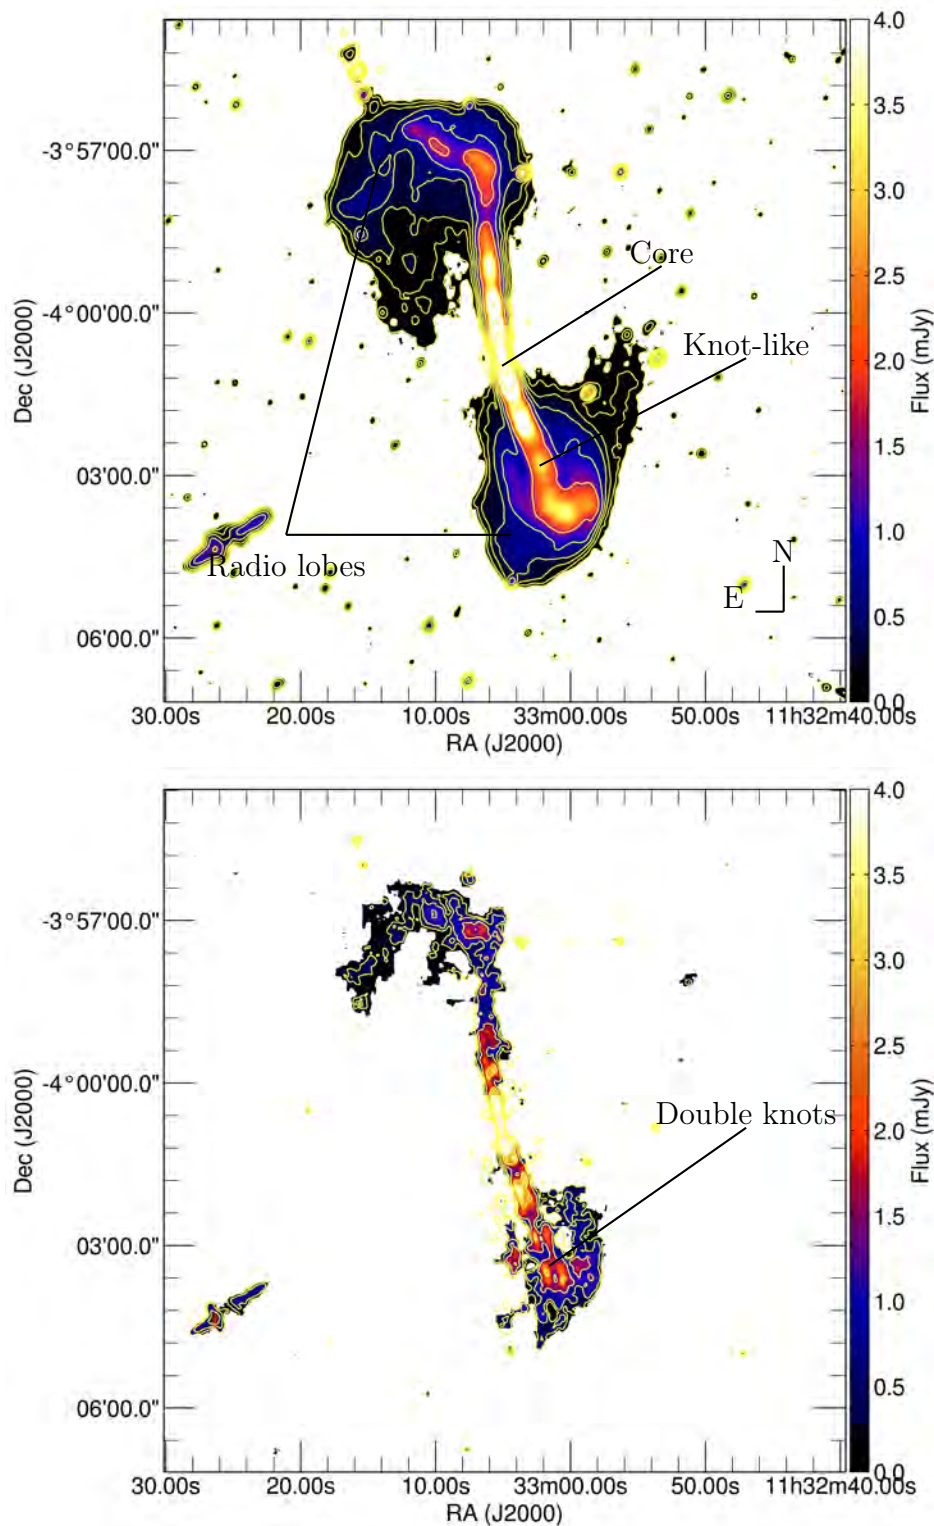 4.0
3.5
-3°57'00.0"
3.0
Core
2.5
-4°00'00.0"
Knot-like
2.0
Dec (J2000)
Flux (mJy)
1.5
03'00.0"
1.0
N
Radio lobes
E
0.5
06'00.0"
0.0
30.00s 20.00s 10.00s 33m00.00s 50.00s 11h32m40.00s
RA (J2000)
4.0
3.5
-3°57'00.0"
3.0
2.5
-4°00'00.0"
Double knots
2.0
Dec (J2000)
Flux (mJy)
1.5
03'00.0"
1.0
0.5
06'00.0"
0.0
30.00s 20.00s 10.00s 33m00.00s 50.00s 11h32m40.00s
RA (J2000)